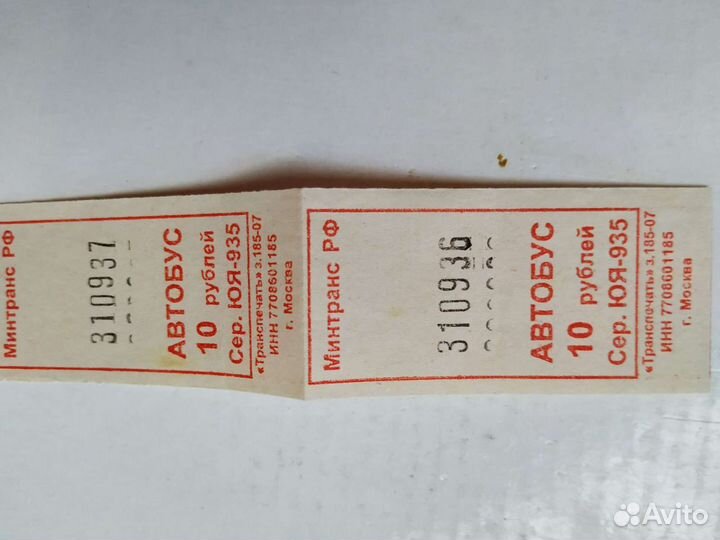 Минтранс РФ
310937
АВТОБУС
10 рублей
Сер. ЮЯ-935
«Транспечать» з.185-07
ИНН 7708601185
г. Москва
Минтранс РФ
310936
АВТОБУС
10 рублей
Сер. ЮЯ-935
«Транспечать» з.185-07
ИНН 7708601185
г. Москва
Avito